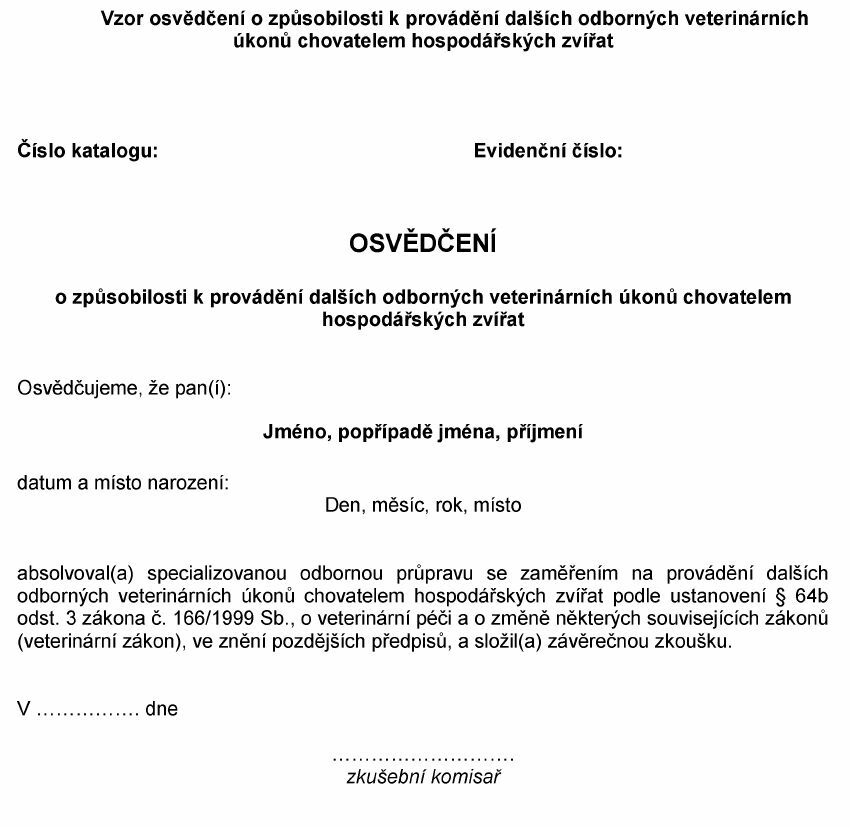 Vzor osvědčení o způsobilosti k provádění dalších odborných veterinárních
úkonů chovatelem hospodářských zvířat
Číslo katalogu: Evidenční číslo:
OSVĚDČENÍ
o způsobilosti k provádění dalších odborných veterinárních úkonů chovatelem
hospodářských zvířat
Osvědčujeme, že pan(í):
Jméno, popřípadě jména, příjmení
datum a místo narození:
Den, měsíc, rok, místo
absolvoval(a) specializovanou odbornou průpravu se zaměřením na provádění dalších
odborných veterinárních úkonů chovatelem hospodářských zvířat podle ustanovení § 64b
odst. 3 zákona č. 166/1999 Sb., o veterinární péči a o změně některých souvisejících zákonů
(veterinární zákon), ve znění pozdějších předpisů, a složil(a) závěrečnou zkoušku.
V ……………. dne
……………………….
zkušební komisař